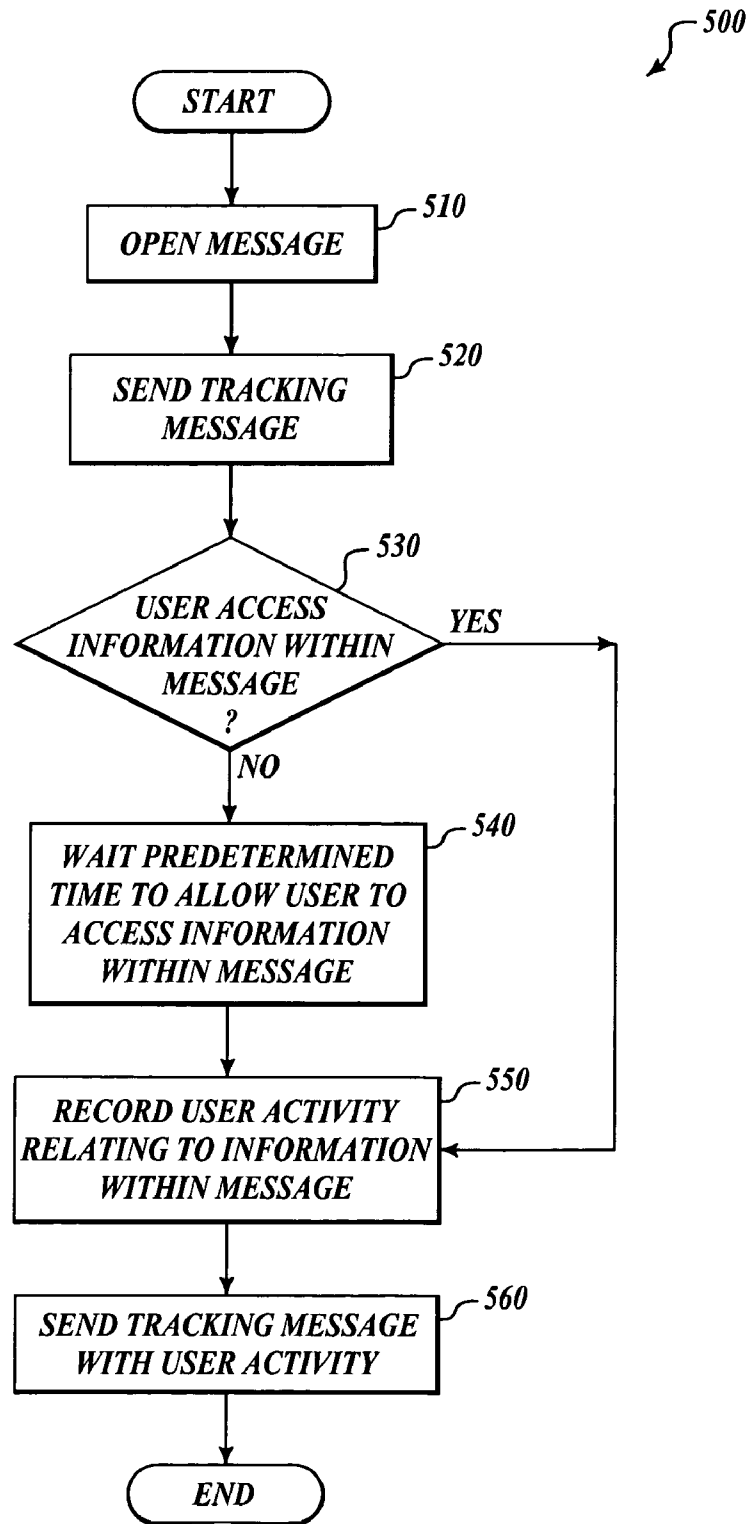 500
START
510
OPEN MESSAGE
520
SEND TRACKING
MESSAGE
530
USER ACCESS
INFORMATION WITHIN
MESSAGE
?
YES
NO
540
WAIT PREDETERMINED
TIME TO ALLOW USER TO
ACCESS INFORMATION
WITHIN MESSAGE
550
RECORD USER ACTIVITY
RELATING TO INFORMATION
WITHIN MESSAGE
560
SEND TRACKING MESSAGE
WITH USER ACTIVITY
END